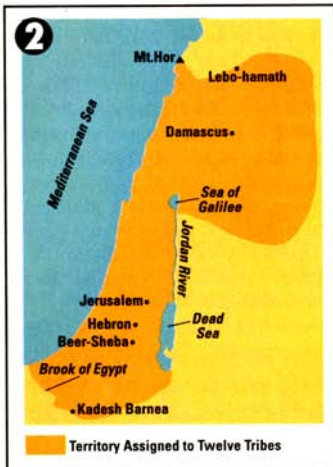 2
Mt.Hor
Lebo-hamath
Damascus
Mediterranean Sea
Sea of
Galilee
Jordan River
Jerusalem
Hebron
Dead
Sea
Beer-Sheba
Brook of Egypt
Kadesh Barnea
Territory Assigned to Twelve Tribes